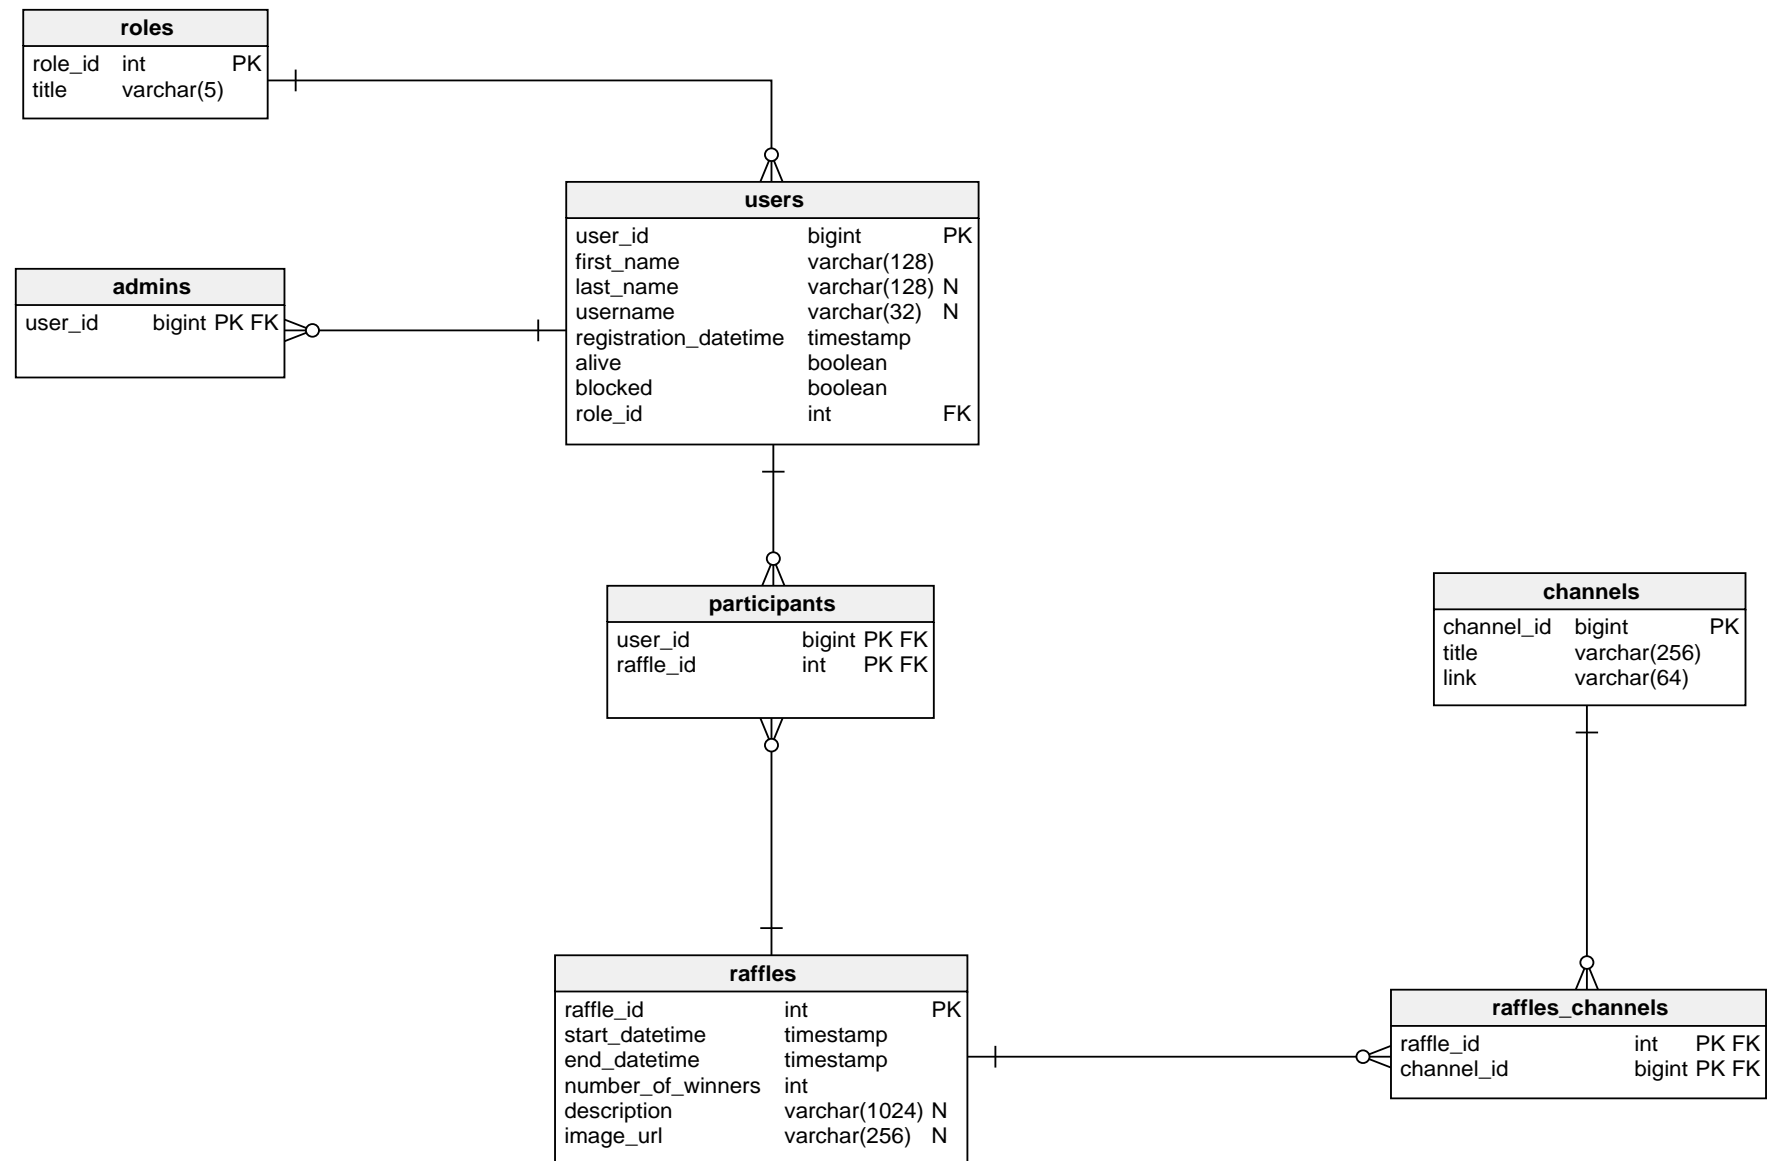 roles
role_id int PK
title varchar(5)
users
user_id bigint PK
first_name varchar(128)
last_name varchar(128) N
username varchar(32) N
registration_datetime timestamp
alive boolean
blocked boolean
role_id int FK
admins
user_id bigint PK FK
participants
user_id bigint PK FK
raffle_id int PK FK
channels
channel_id bigint PK
title varchar(256)
link varchar(64)
raffles
raffle_id int PK
start_datetime timestamp
end_datetime timestamp
number_of_winners int
description varchar(1024) N
image_url varchar(256) N
raffles_channels
raffle_id int PK FK
channel_id bigint PK FK